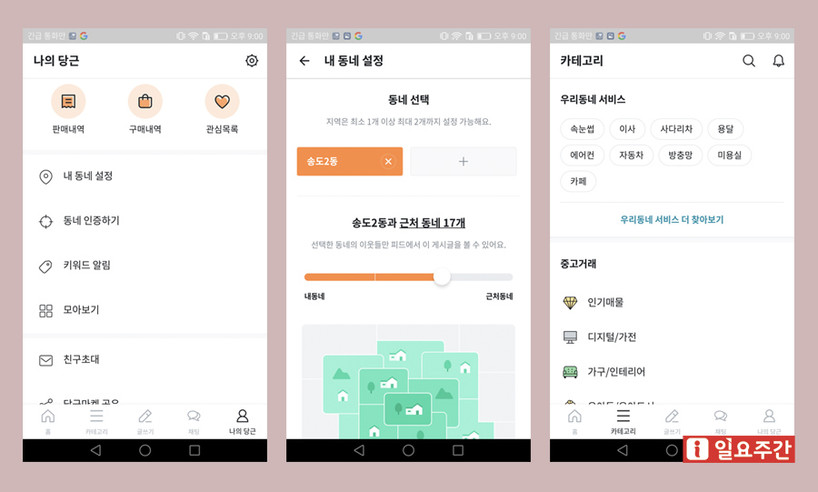 긴급 통화만
오후 9:00
나의 당근
판매내역
구매내역
관심목록
내 동네 설정
동네 인증하기
키워드 알림
모아보기
친구초대
당근마켓 공유
홈
카테고리
글쓰기
채팅
나의 당근
긴급 통화만
오후 9:00
내 동네 설정
동네 선택
지역은 최소 1개 이상 최대 2개까지 설정 가능해요.
송도2동
송도2동과 근처 동네 17개
선택한 동네의 이웃들만 피드에서 이 게시글을 볼 수 있어요.
내동네
근처동네
긴급 통화만
오후 9:00
카테고리
우리동네 서비스
속눈썹 이사 사다리차 용달
에어컨 자동차 방충망 미용실
카페
우리동네 서비스 더 찾아보기
중고거래
인기매물
디지털/가전
가구/인테리어
홈
카테고리
글쓰기
채팅
나의 당근
일요주간